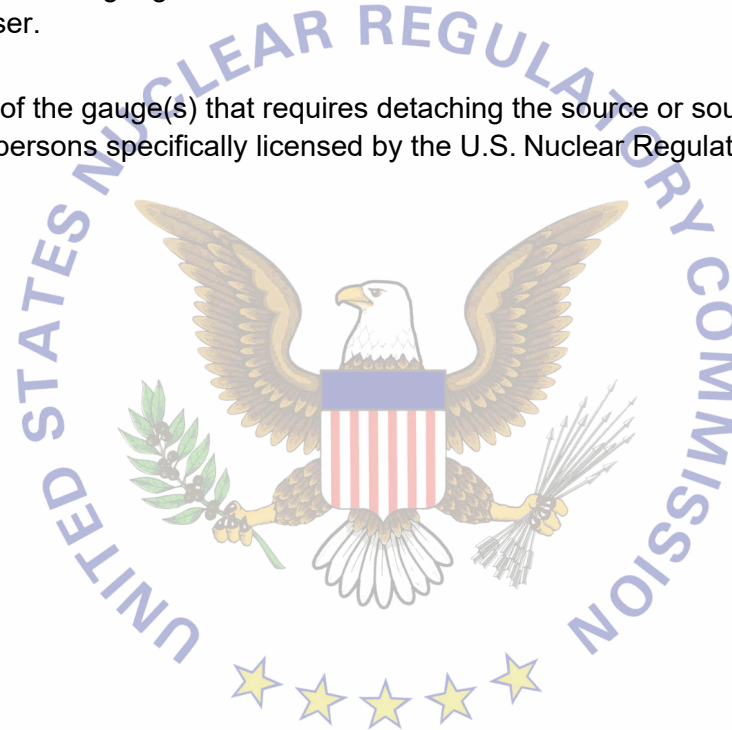 ser.
of the gauge(s) that requires detaching the source or sou
persons specifically licensed by the U.S. Nuclear Regulat
UNITED STATES NUCLEAR REGULATORY COMMISSION